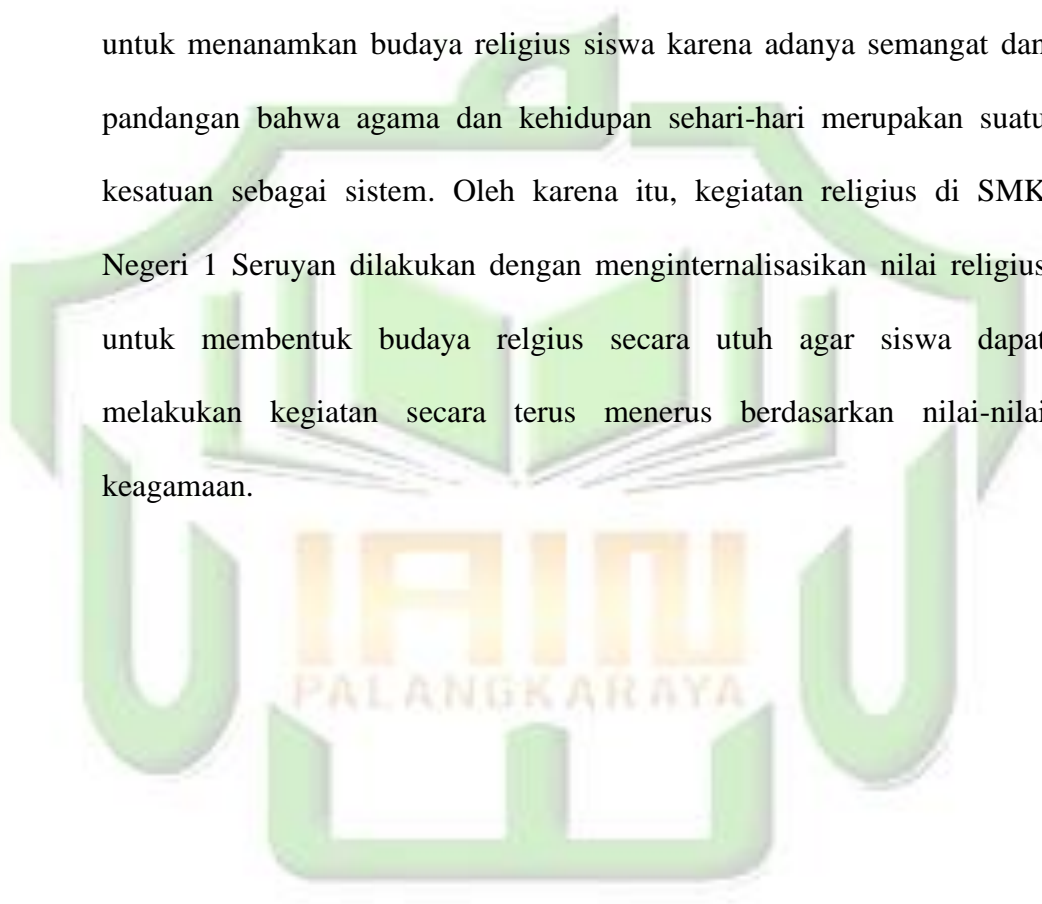 untuk menanamkan budaya religius siswa karena adanya semangat dan
pandangan bahwa agama dan kehidupan sehari-hari merupakan suatu
kesatuan sebagai sistem. Oleh karena itu, kegiatan religius di SMK
Negeri 1 Seruyan dilakukan dengan menginternalisasikan nilai religius
untuk membentuk budaya relgius secara utuh agar siswa dapat
melakukan kegiatan secara terus menerus berdasarkan nilai-nilai
keagamaan.
IAIN
PALANGKARAYA